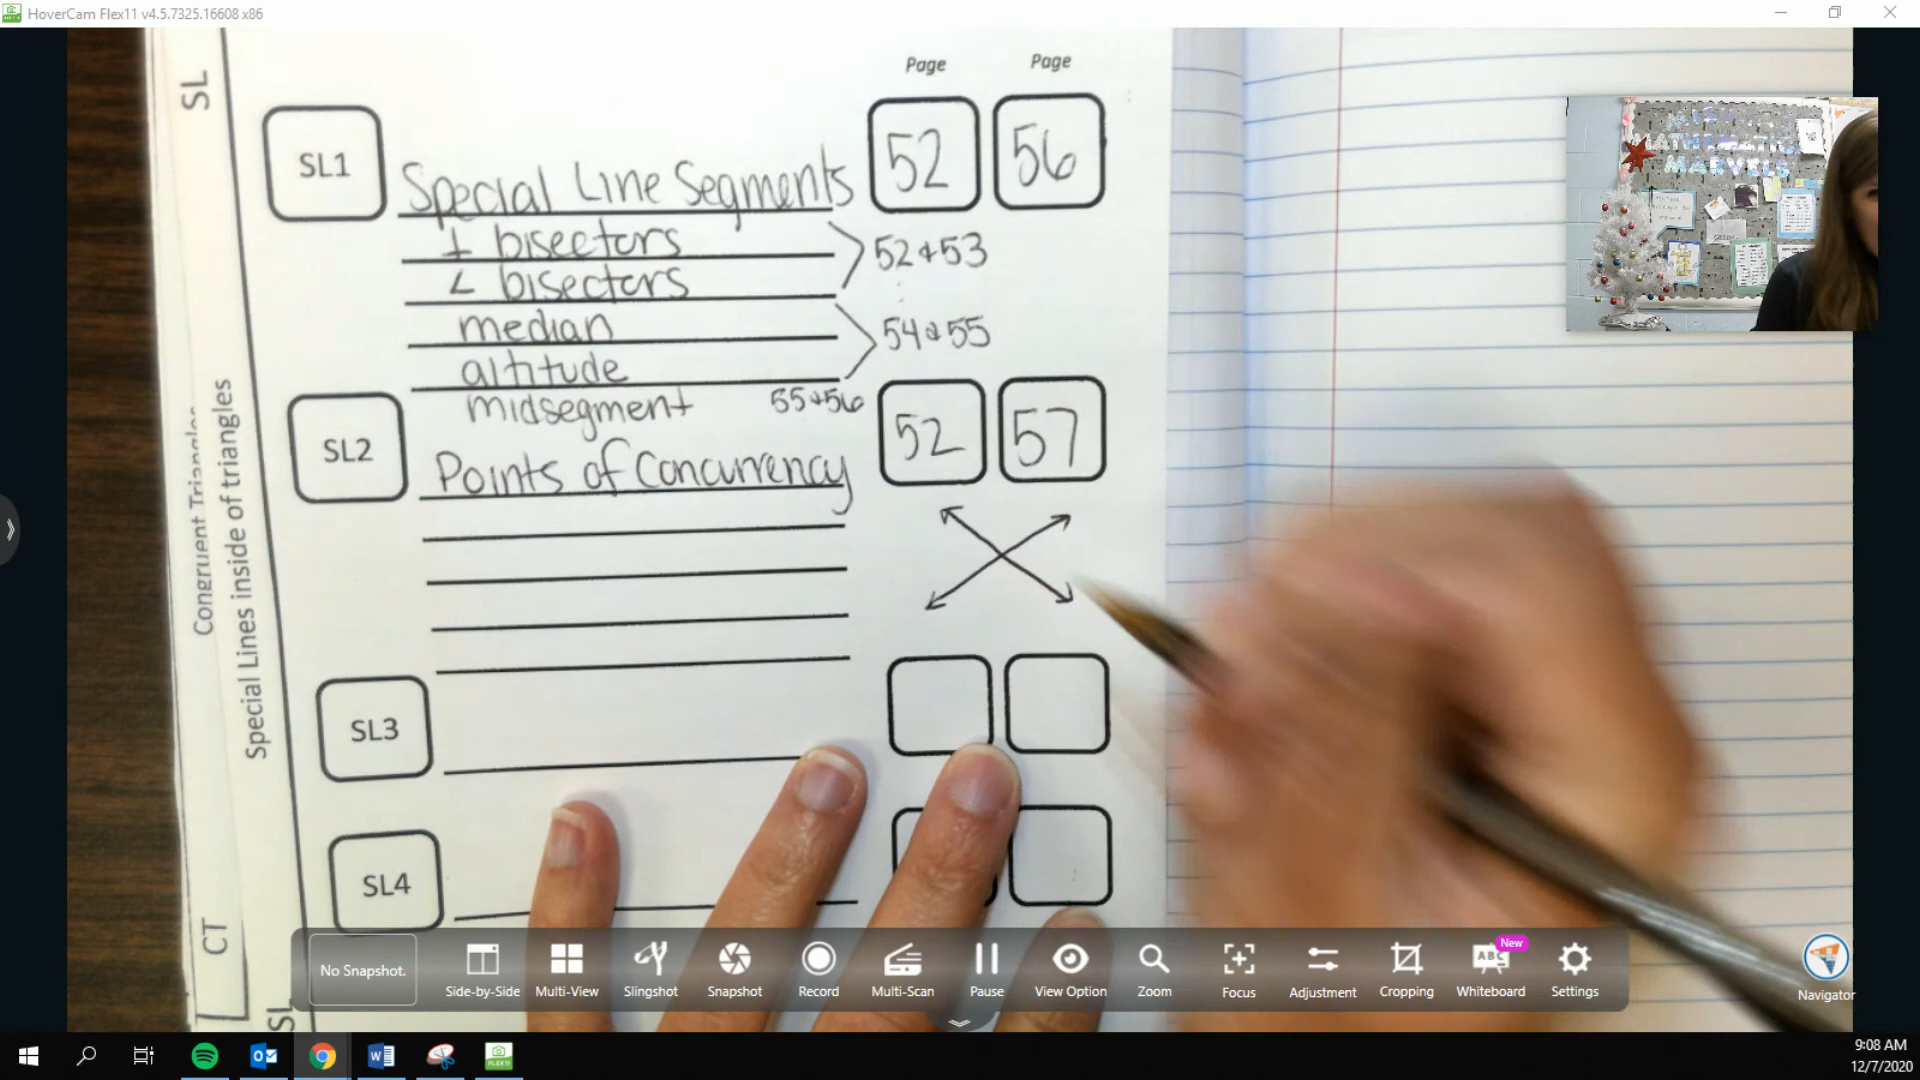 HoverCam Flex11 v4.5.7325.16608 x86
SL
Page Page
SL1 Special Line Segments 52 56
⊥ bisectors
∠ bisectors 52+53
median
altitude 54+55
midsegment 55+56
SL2 Points of Concurrency 52 57
SL3
SL4
Congruent Triangles
Special Lines inside of triangles
CT
SL
MATHEMATIC
MARVELS
No Snapshot.
Side-by-Side Multi-View Slingshot Snapshot Record Multi-Scan Pause View Option Zoom Focus Adjustment Cropping Whiteboard Settings
New
ABC
Navigator
9:08 AM
12/7/2020